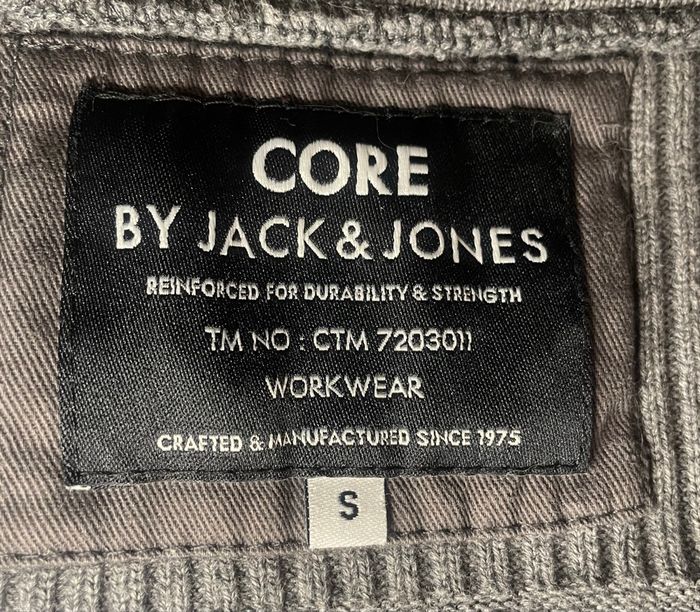 CORE
BY JACK & JONES
REINFORCED FOR DURABILITY & STRENGTH
TM NO : CTM 7203011
WORKWEAR
CRAFTED & MANUFACTURED SINCE 1975
S